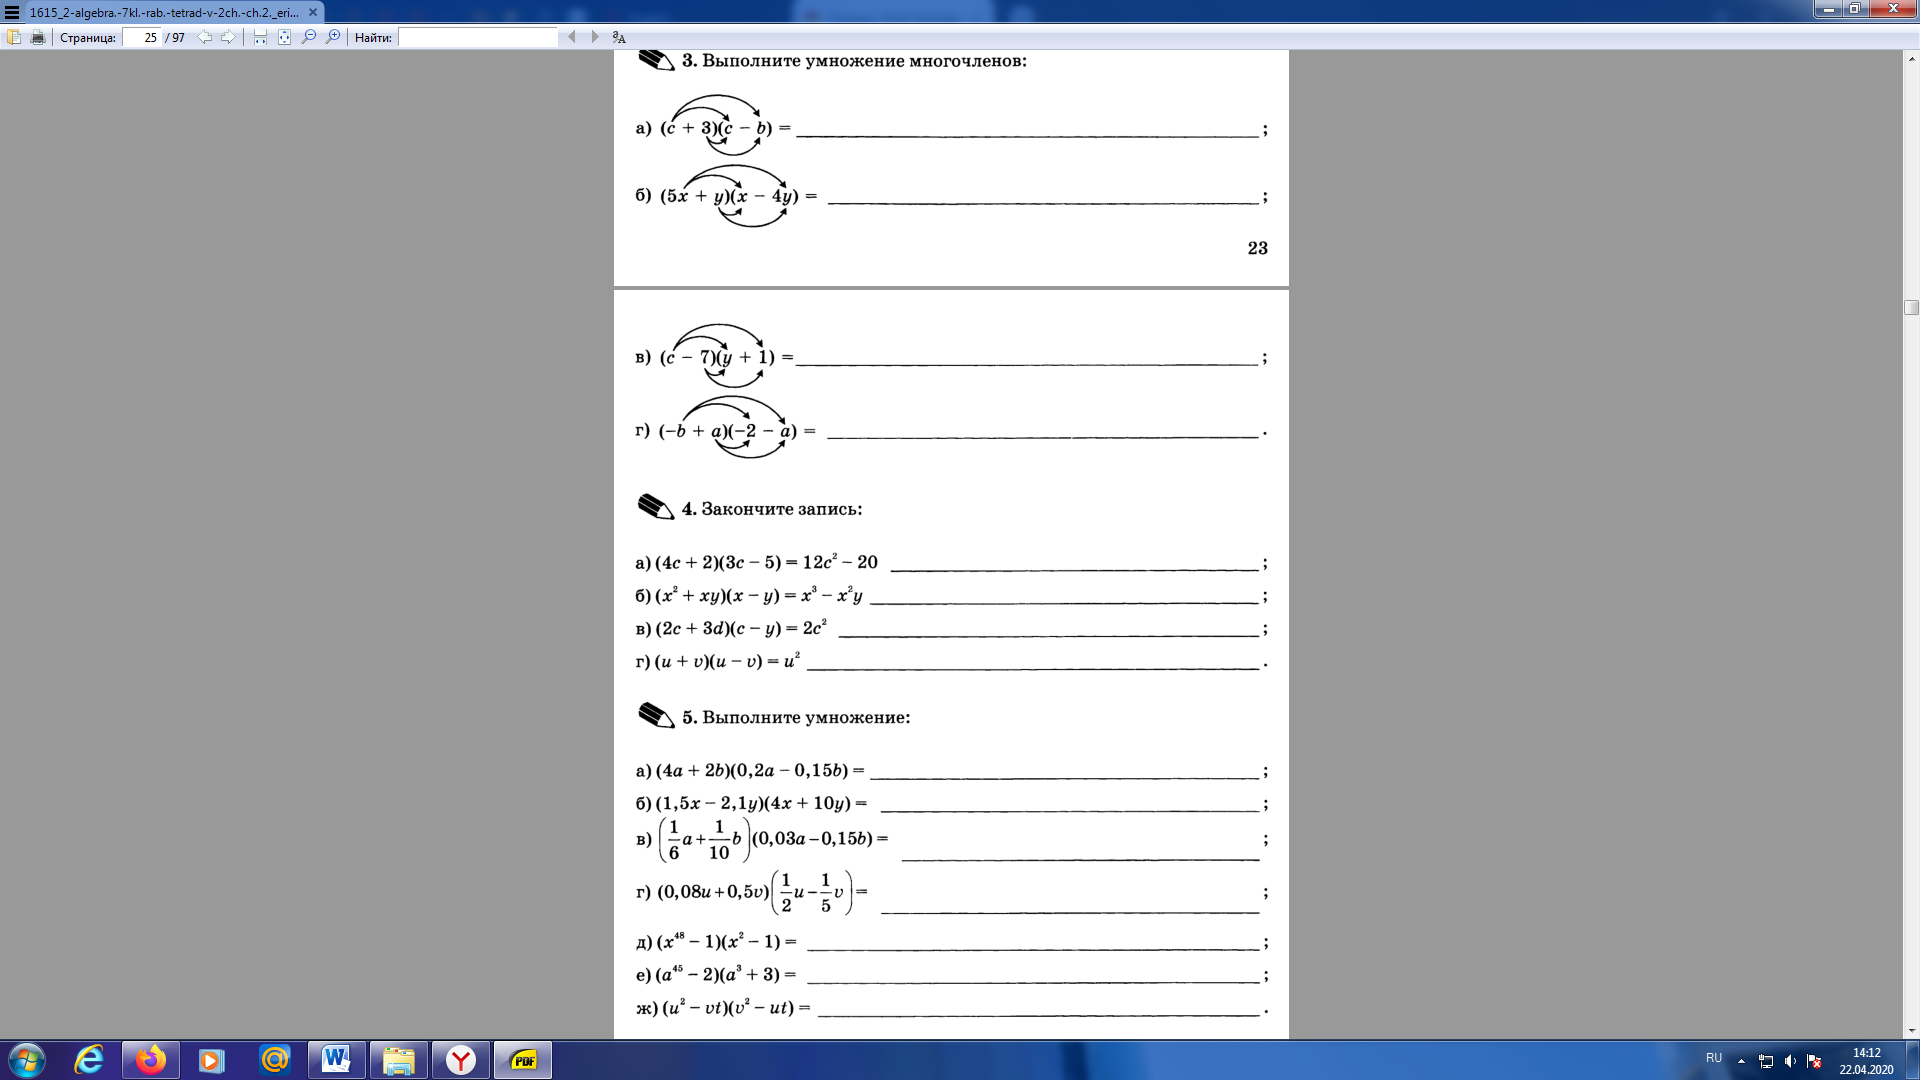 1615_2-algebra.-7kl.-rab.-tetrad-v-2ch.-ch.2._eri...
Страница: 25 / 97 Найти:
3. Выполните умножение многочленов:
а) (c + 3)(c − b) = ;
б) (5x + y)(x − 4y) = ;
23
в) (c − 7)(y + 1) = ;
г) (−b + a)(−2 − a) = .
4. Закончите запись:
а) (4c + 2)(3c − 5) = 12c² − 20 ;
б) (x² + xy)(x − y) = x³ − x²y ;
в) (2c + 3d)(c − y) = 2c² ;
г) (u + v)(u − v) = u² .
5. Выполните умножение:
а) (4a + 2b)(0,2a − 0,15b) = ;
б) (1,5x − 2,1y)(4x + 10y) = ;
в) (1/6 a + 1/10 b)(0,03a − 0,15b) = ;
г) (0,08u + 0,5v)(1/2 u − 1/5 v) = ;
д) (x⁴⁸ − 1)(x² − 1) = ;
е) (a⁴⁵ − 2)(a³ + 3) = ;
ж) (u² − vt)(v² − ut) = .
PDF
RU
14:12
22.04.2020